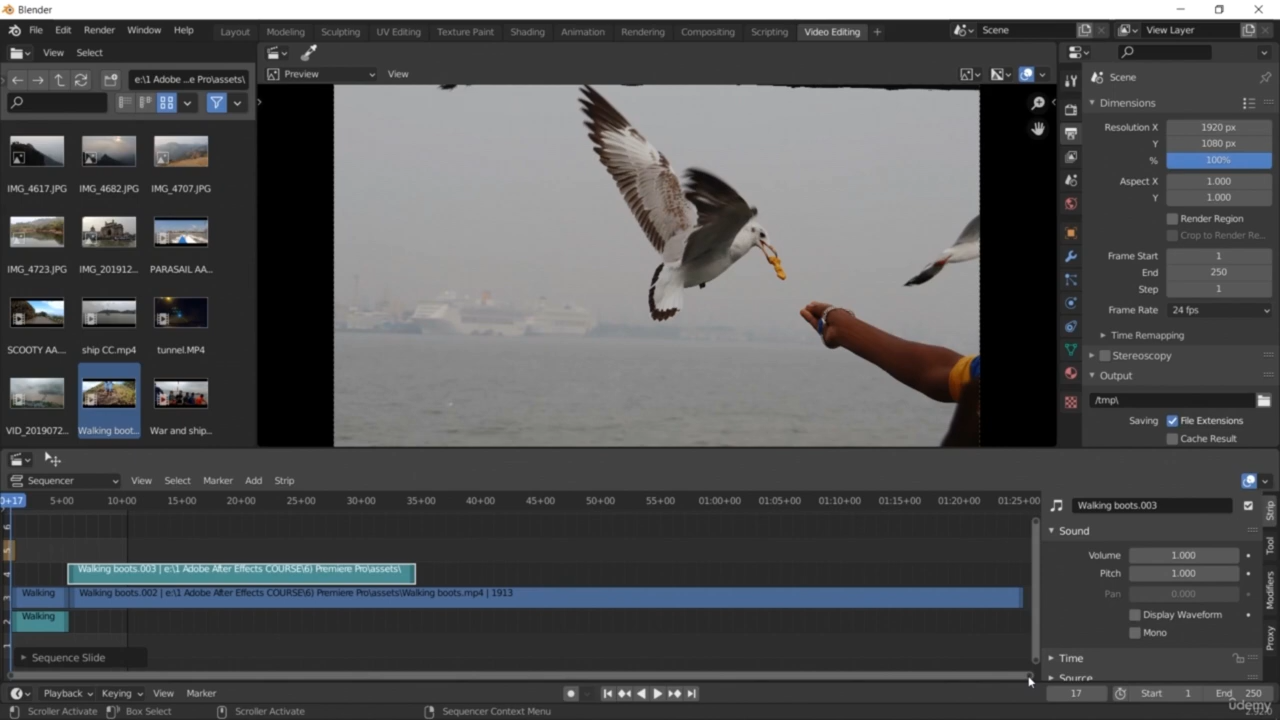 Blender
File Edit Render Window Help Layout Modeling Sculpting UV Editing Texture Paint Shading Animation Rendering Compositing Scripting Video Editing + Scene View Layer
View Select
Preview View
e:\1 Adobe ...e Pro\assets\
Scene
Dimensions
Resolution X 1920 px
Y 1080 px
% 100%
Aspect X 1.000
Y 1.000
Render Region
Crop to Render Re...
Frame Start 1
End 250
Step 1
Frame Rate 24 fps
Time Remapping
Stereoscopy
Output
/tmp\
Saving File Extensions
Cache Result
IMG_4617.JPG IMG_4682.JPG IMG_4707.JPG
IMG_4723.JPG IMG_201912... PARASAIL AA...
SCOOTY AA.... ship CC.mp4 tunnel.MP4
VID_2019072... Walking boot... War and ship...
Sequencer View Select Marker Add Strip
0+17 5+00 10+00 15+00 20+00 25+00 30+00 35+00 40+00 45+00 50+00 55+00 01:00+00 01:05+00 01:10+00 01:15+00 01:20+00 01:25+00
6
5
4
3
2
1
Walking boots.003 | e:\1 Adobe After Effects COURSE\6) Premiere Pro\assets\
Walking Walking boots.002 | e:\1 Adobe After Effects COURSE\6) Premiere Pro\assets\Walking boots.mp4 | 1913
Walking
Sequence Slide
Walking boots.003
Sound
Volume 1.000
Pitch 1.000
Pan 0.000
Display Waveform
Mono
Time
Source
Strip
Tool
Modifiers
Proxy
Playback Keying View Marker 17 Start 1 End 250
Scroller Activate Box Select Scroller Activate Sequencer Context Menu 2.92.0
udemy